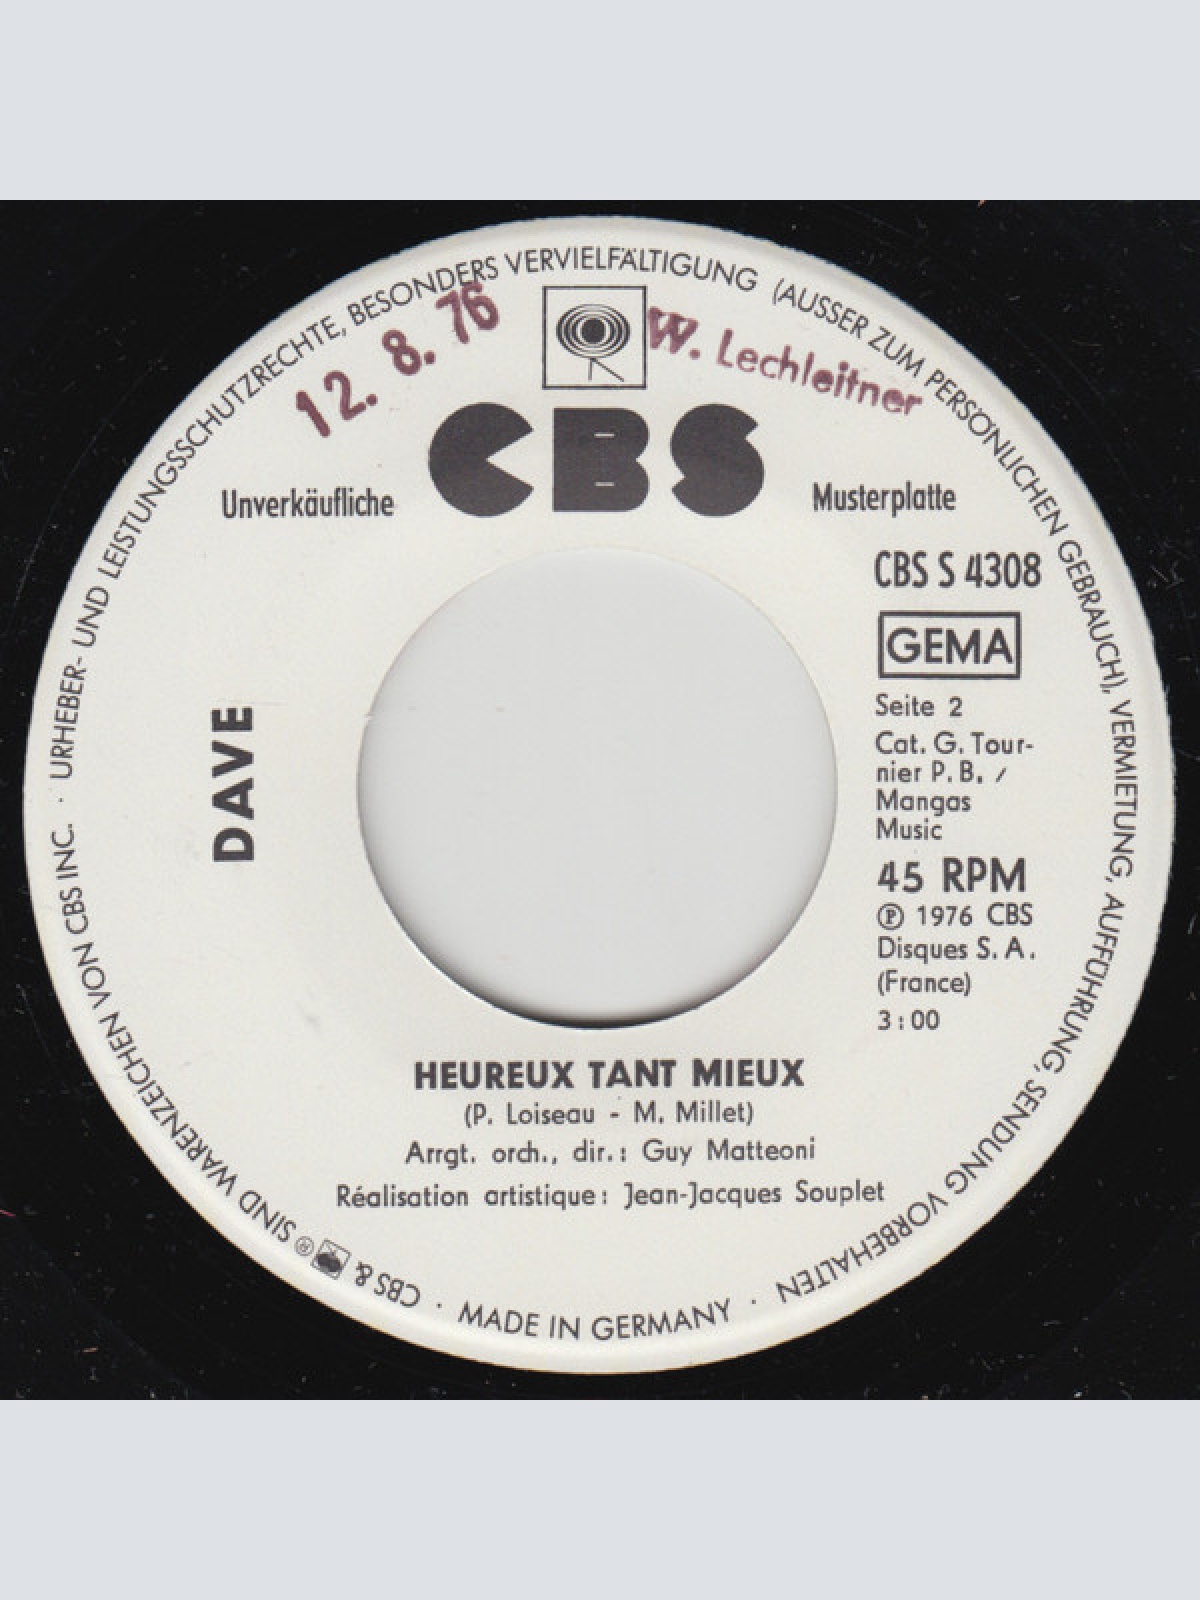 URHEBER- UND LEISTUNGSSCHUTZRECHTE, BESONDERS VERVIELFÄLTIGUNG (AUSSER ZUM PERSÖNLICHEN GEBRAUCH), VERMIETUNG, AUFFÜHRUNG, SENDUNG VORBEHALTEN
· MADE IN GERMANY ·
CBS & ® SIND WARENZEICHEN VON CBS INC. ·
12. 8. 76
W. Lechleitner
CBS
Unverkäufliche Musterplatte
CBS S 4308
GEMA
Seite 2
Cat. G. Tour-
nier P. B. /
Mangas
Music
45 RPM
℗ 1976 CBS
Disques S. A.
(France)
3:00
DAVE
HEUREUX TANT MIEUX
(P. Loiseau - M. Millet)
Arrgt. orch., dir.: Guy Matteoni
Réalisation artistique: Jean-Jacques Souplet